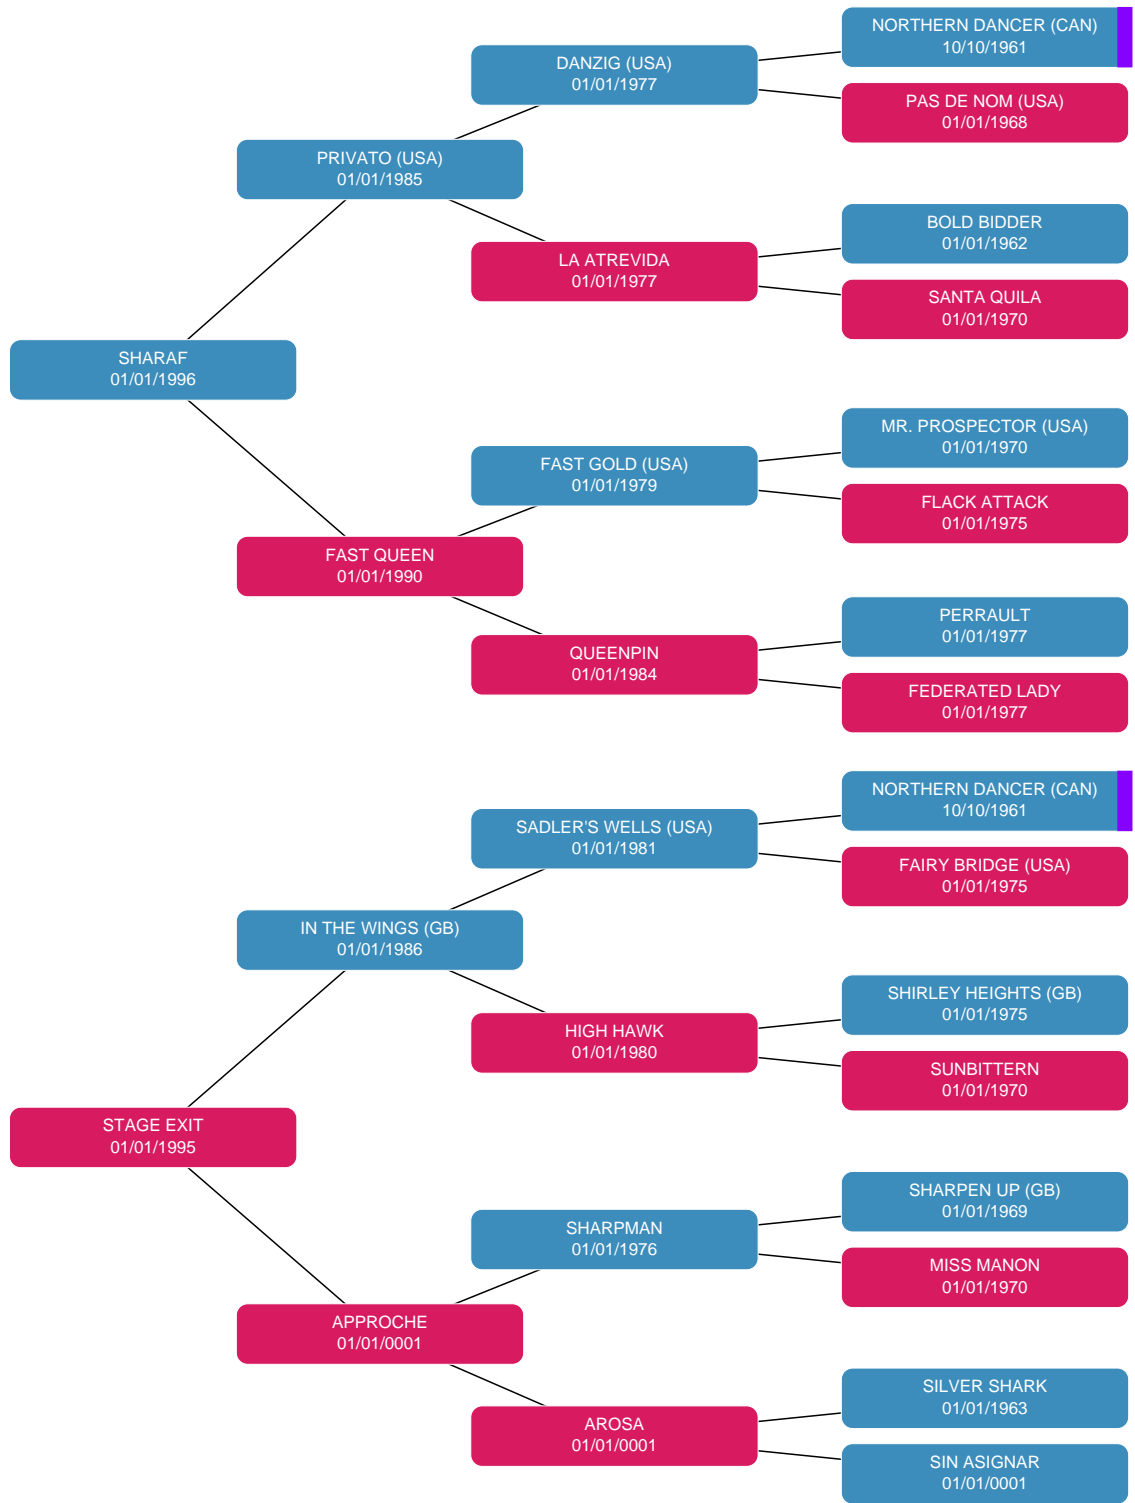 NORTHERN DANCER (CAN)
10/10/1961
DANZIG (USA)
01/01/1977
PAS DE NOM (USA)
01/01/1968
PRIVATO (USA)
01/01/1985
BOLD BIDDER
01/01/1962
LA ATREVIDA
01/01/1977
SANTA QUILA
01/01/1970
SHARAF
01/01/1996
MR. PROSPECTOR (USA)
01/01/1970
FAST GOLD (USA)
01/01/1979
FLACK ATTACK
01/01/1975
FAST QUEEN
01/01/1990
PERRAULT
01/01/1977
QUEENPIN
01/01/1984
FEDERATED LADY
01/01/1977
NORTHERN DANCER (CAN)
10/10/1961
SADLER'S WELLS (USA)
01/01/1981
FAIRY BRIDGE (USA)
01/01/1975
IN THE WINGS (GB)
01/01/1986
SHIRLEY HEIGHTS (GB)
01/01/1975
HIGH HAWK
01/01/1980
SUNBITTERN
01/01/1970
STAGE EXIT
01/01/1995
SHARPEN UP (GB)
01/01/1969
SHARPMAN
01/01/1976
MISS MANON
01/01/1970
APPROCHE
01/01/0001
SILVER SHARK
01/01/1963
AROSA
01/01/0001
SIN ASIGNAR
01/01/0001